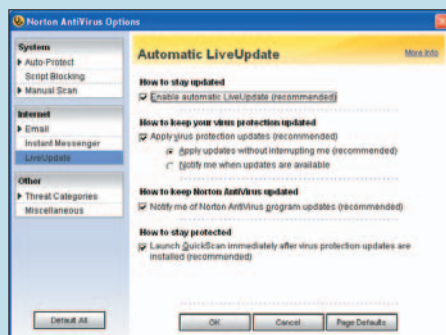 Norton AntiVirus Options
System
Auto-Protect
Script Blocking
Manual Scan
Internet
Email
Instant Messenger
LiveUpdate
Other
Threat Categories
Miscellaneous
Default All
Automatic LiveUpdate
More Info
How to stay updated
Enable automatic LiveUpdate (recommended)
How to keep your virus protection updated
Apply virus protection updates (recommended)
Apply updates without interrupting me (recommended)
Notify me when updates are available
How to keep Norton AntiVirus updated
Notify me of Norton AntiVirus program updates (recommended)
How to stay protected
Launch QuickScan immediately after virus protection updates are
installed (recommended)
OK
Cancel
Page Defaults